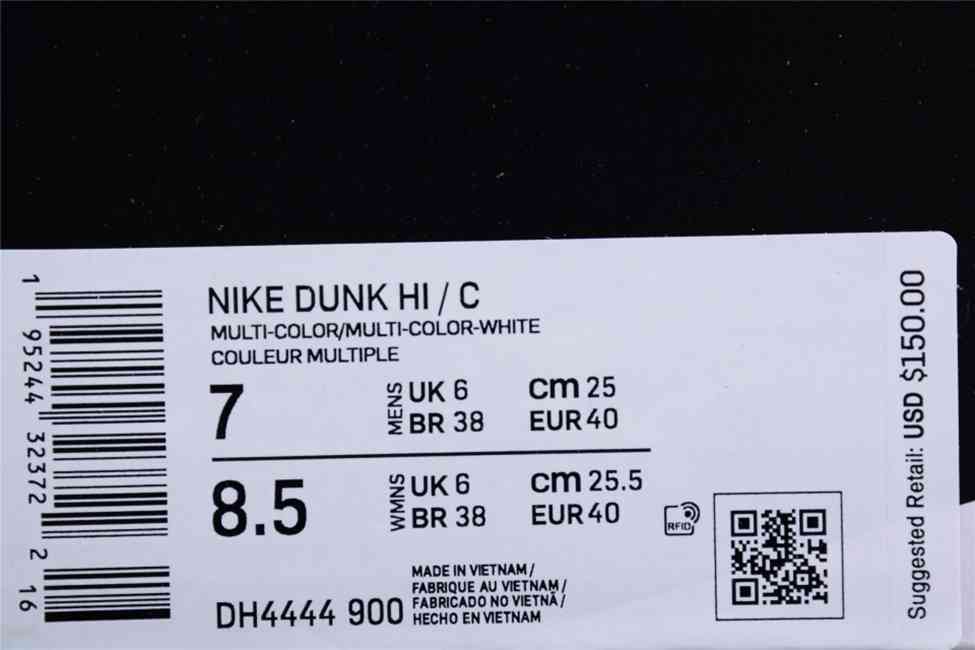 NIKE DUNK HI / C
MULTI-COLOR/MULTI-COLOR-WHITE
COULEUR MULTIPLE
7
MENS
UK 6
BR 38
cm 25
EUR 40
8.5
WMNS
UK 6
BR 38
cm 25.5
EUR 40
RFID
DH4444 900
MADE IN VIETNAM /
FABRIQUE AU VIETNAM /
FABRICADO NO VIETNÃ /
HECHO EN VIETNAM
1 95244 32372 2 16
Suggested Retail: USD $150.00